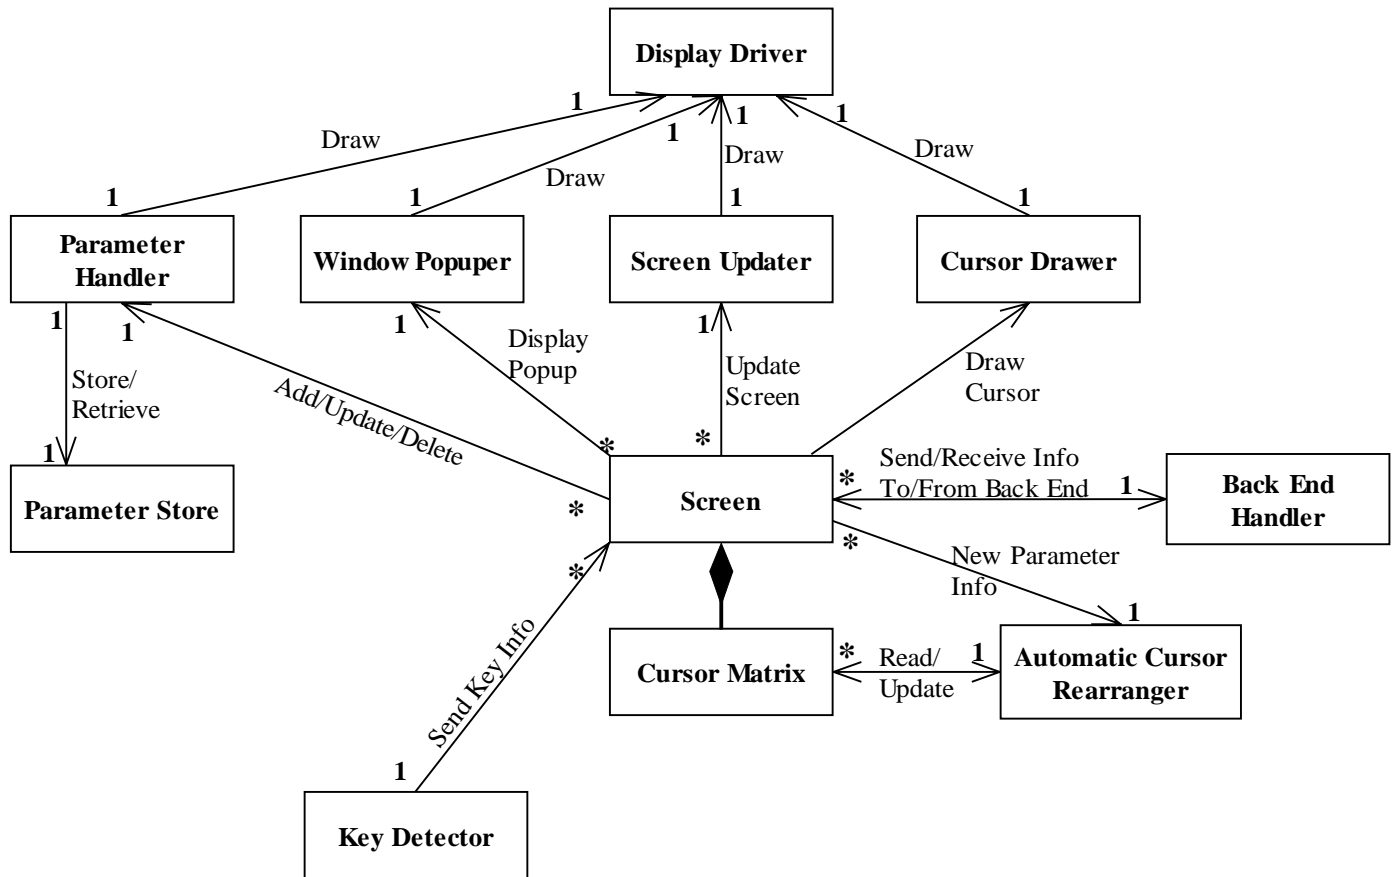 Display Driver
1
1
1
1
Draw
Draw
Draw
Draw
1
1
1
1
Parameter
Handler
Window Popuper
Screen Updater
Cursor Drawer
1
1
1
1
Store/
Retrieve
Add/Update/Delete
Display
Popup
Update
Screen
Draw
Cursor
1
*
*
Parameter Store
*
Screen
*
Send/Receive Info
To/From Back End
1
Back End
Handler
*
*
New Parameter
Info
1
Send Key Info
Cursor Matrix
*
Read/
Update
1
Automatic Cursor
Rearranger
1
Key Detector